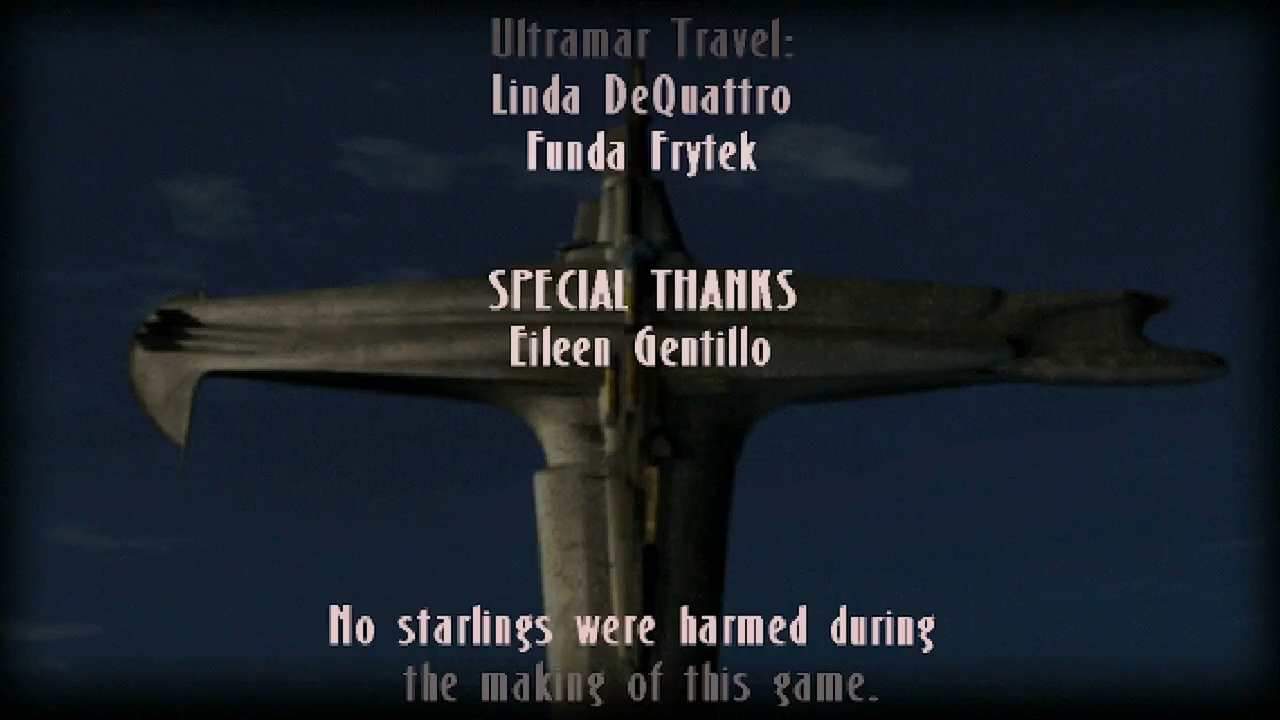 Ultramar Travel:
Linda DeQuattro
Funda Frytek
SPECIAL THANKS
Eileen Gentillo
No starlings were harmed during
the making of this game.